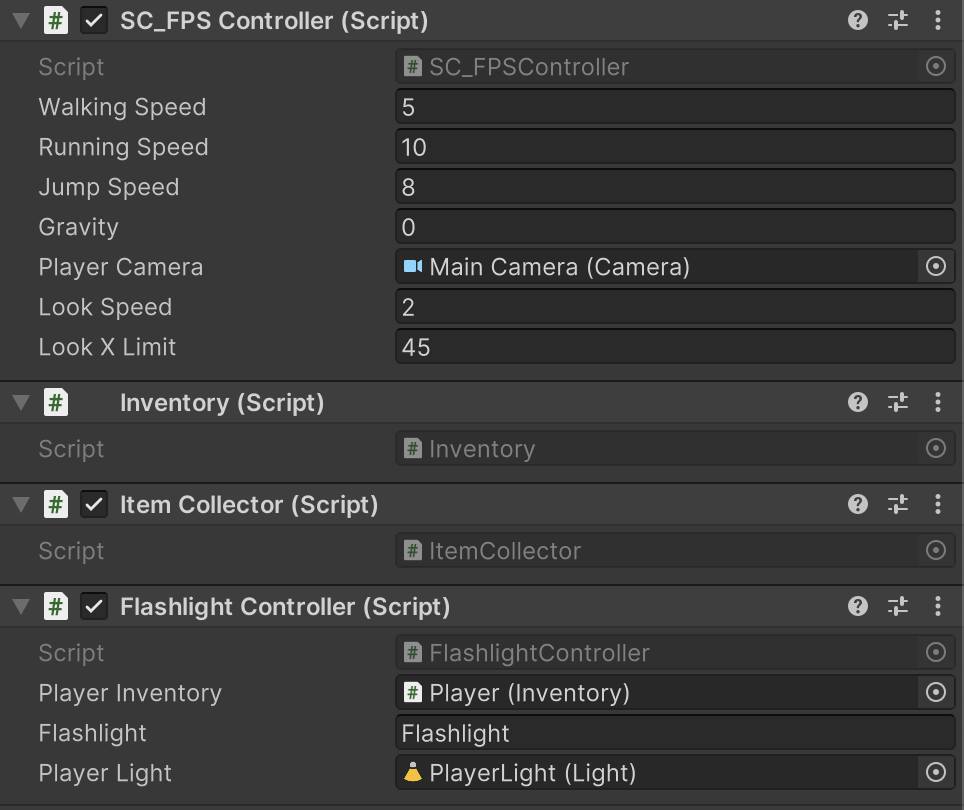 SC_FPS Controller (Script)
Script # SC_FPSController
Walking Speed 5
Running Speed 10
Jump Speed 8
Gravity 0
Player Camera Main Camera (Camera)
Look Speed 2
Look X Limit 45
# Inventory (Script)
Script # Inventory
# Item Collector (Script)
Script # ItemCollector
# Flashlight Controller (Script)
Script # FlashlightController
Player Inventory # Player (Inventory)
Flashlight Flashlight
Player Light PlayerLight (Light)